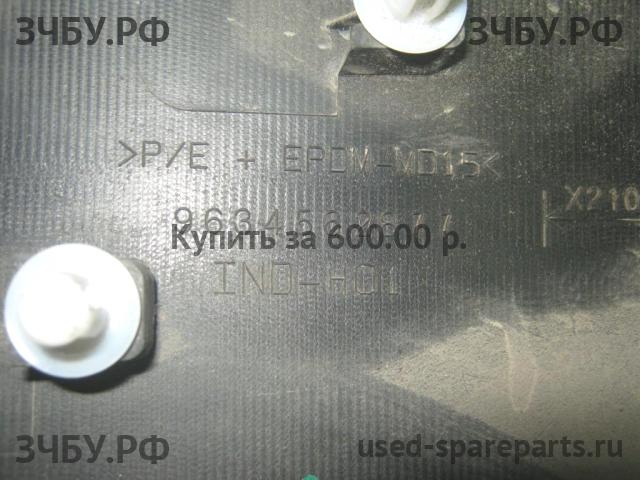 ЗЧБУ.РФ ЗЧБУ.РФ
>P/E + EPDM-MD15<
X210
Купить за 600.00 р.
IND-H01
ЗЧБУ.РФ used-spareparts.ru